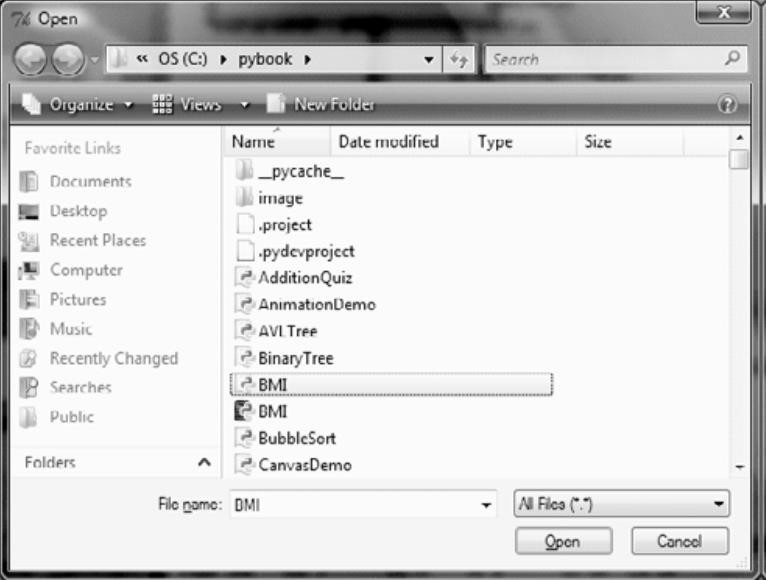 Open
« OS (C:) ▸ pybook ▸
Search
Organize Views New Folder
Name Date modified Type Size
Favorite Links
Documents
Desktop
Recent Places
Computer
Pictures
Music
Recently Changed
Searches
Public
Folders
__pycache__
image
.project
.pydevproject
AdditionQuiz
AnimationDemo
AVLTree
BinaryTree
BMI
BMI
BubbleSort
CanvasDemo
File name: BMI
All Files (*.*)
Open Cancel